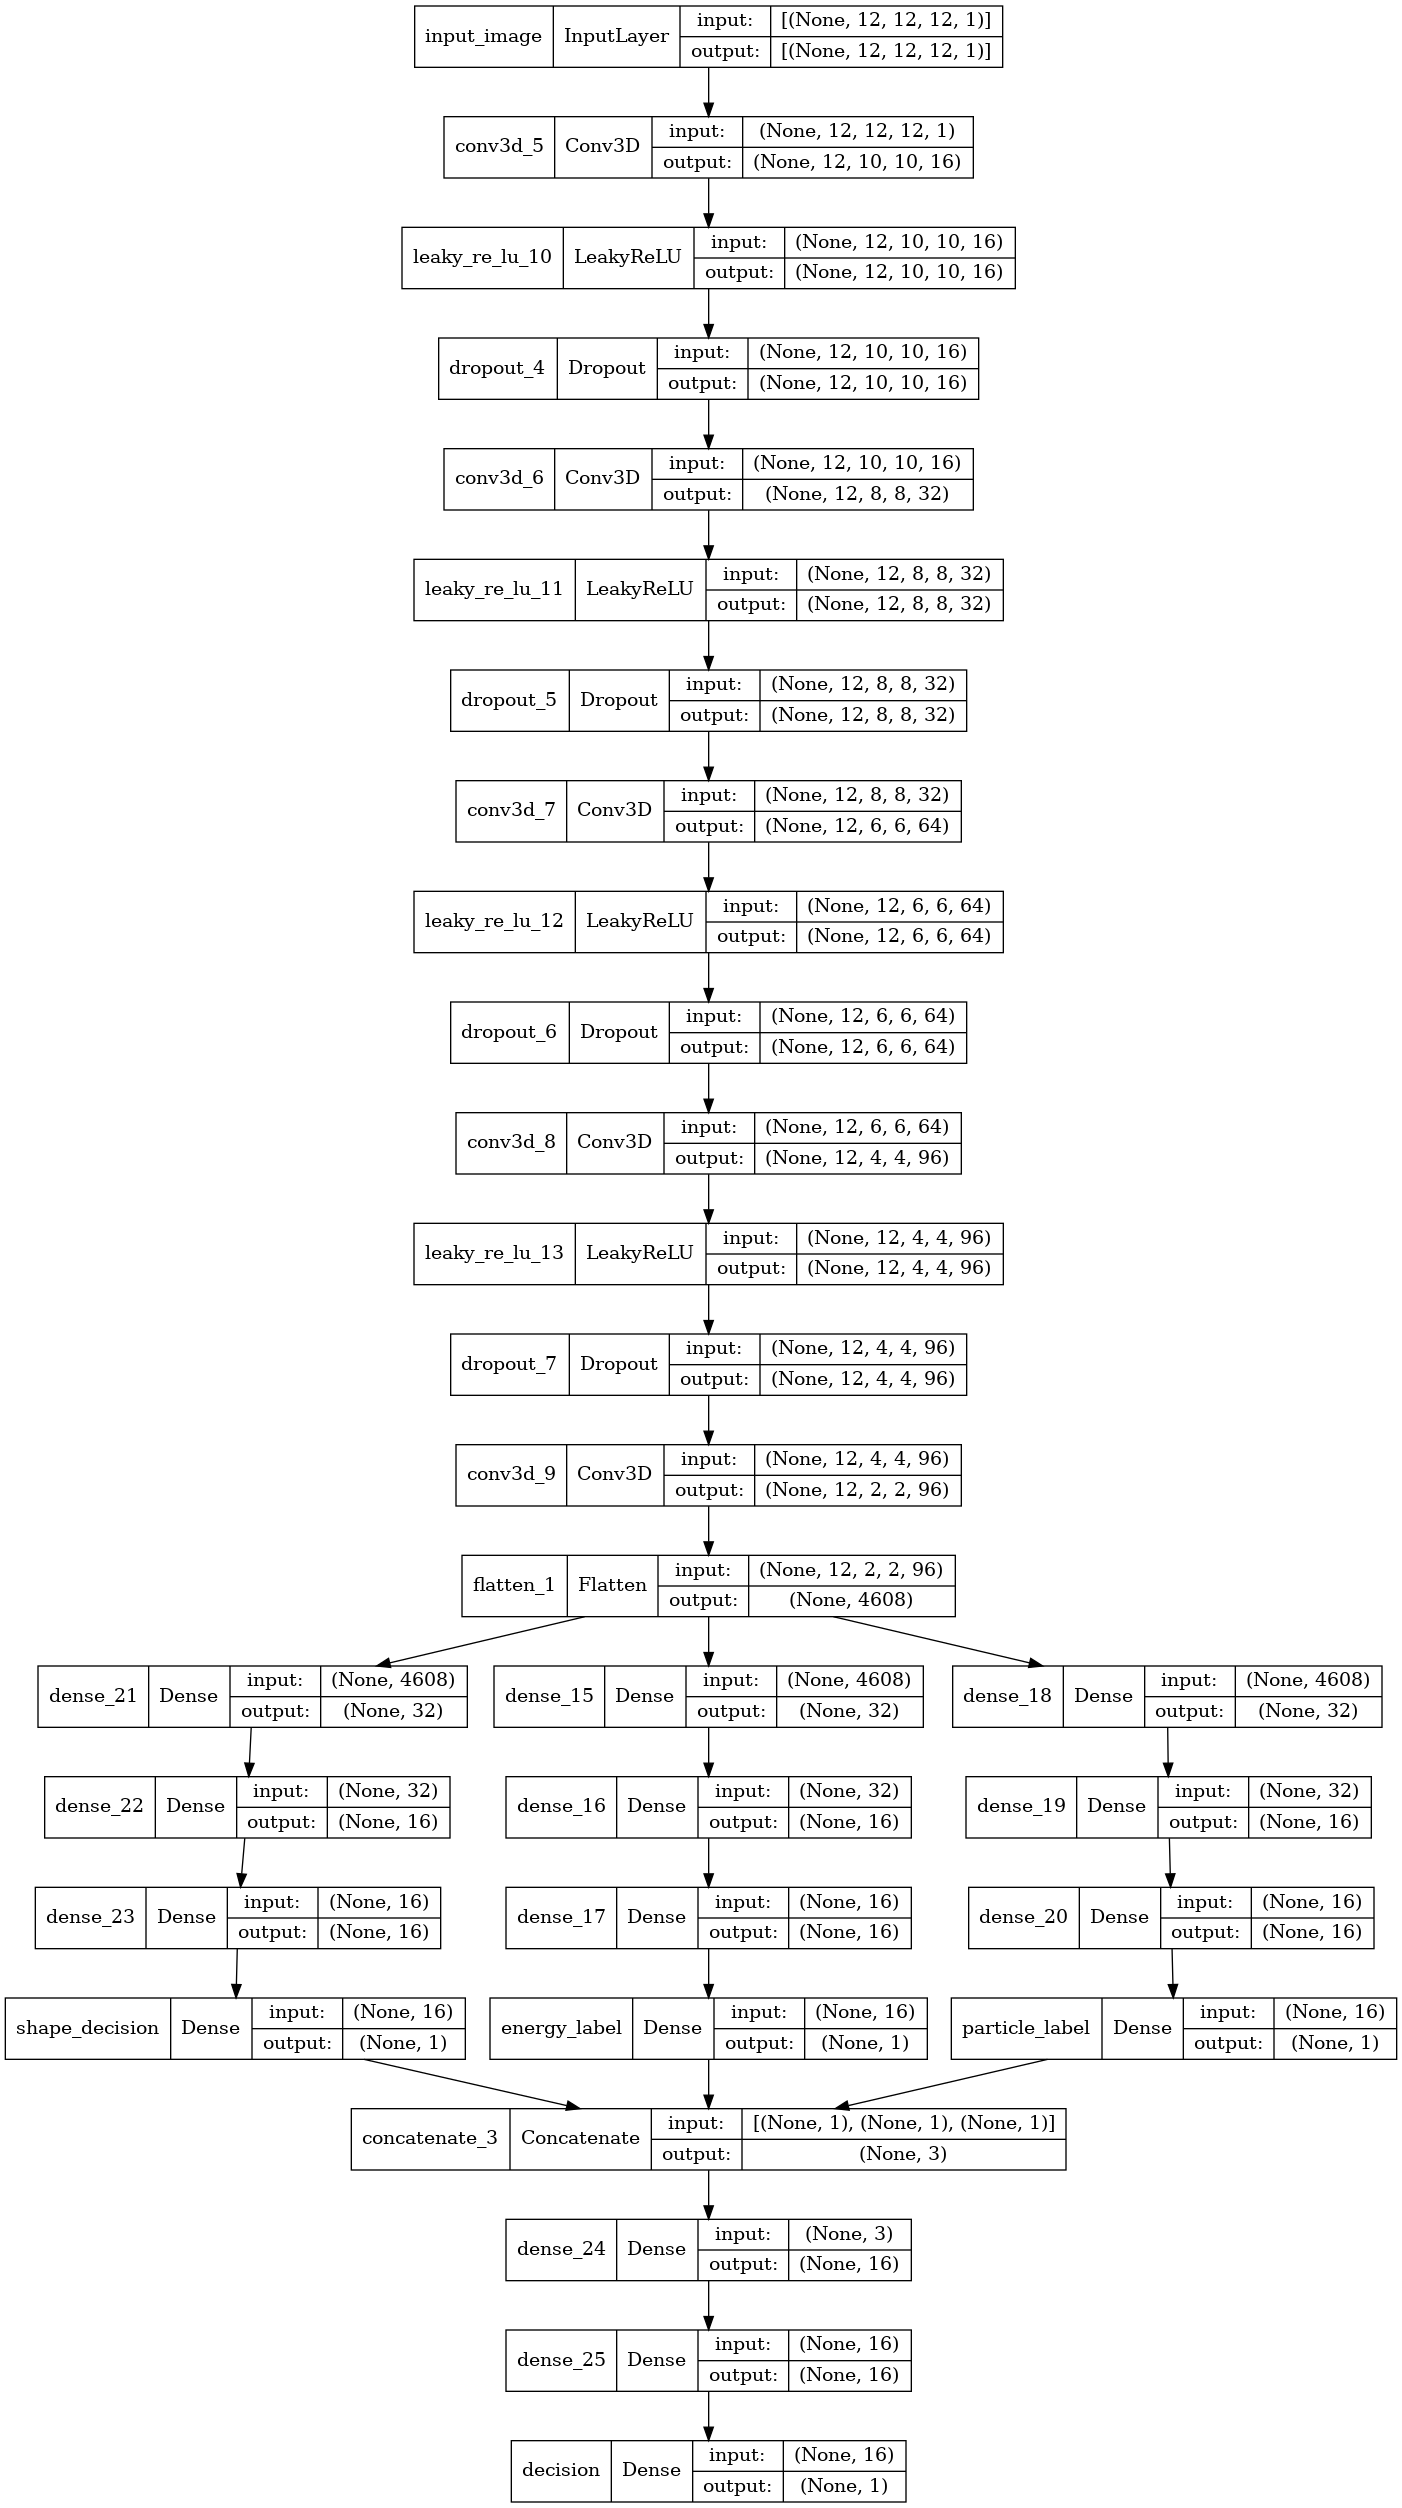 input_image InputLayer input: [(None, 12, 12, 12, 1)]
output: [(None, 12, 12, 12, 1)]
conv3d_5 Conv3D input: (None, 12, 12, 12, 1)
output: (None, 12, 10, 10, 16)
leaky_re_lu_10 LeakyReLU input: (None, 12, 10, 10, 16)
output: (None, 12, 10, 10, 16)
dropout_4 Dropout input: (None, 12, 10, 10, 16)
output: (None, 12, 10, 10, 16)
conv3d_6 Conv3D input: (None, 12, 10, 10, 16)
output: (None, 12, 8, 8, 32)
leaky_re_lu_11 LeakyReLU input: (None, 12, 8, 8, 32)
output: (None, 12, 8, 8, 32)
dropout_5 Dropout input: (None, 12, 8, 8, 32)
output: (None, 12, 8, 8, 32)
conv3d_7 Conv3D input: (None, 12, 8, 8, 32)
output: (None, 12, 6, 6, 64)
leaky_re_lu_12 LeakyReLU input: (None, 12, 6, 6, 64)
output: (None, 12, 6, 6, 64)
dropout_6 Dropout input: (None, 12, 6, 6, 64)
output: (None, 12, 6, 6, 64)
conv3d_8 Conv3D input: (None, 12, 6, 6, 64)
output: (None, 12, 4, 4, 96)
leaky_re_lu_13 LeakyReLU input: (None, 12, 4, 4, 96)
output: (None, 12, 4, 4, 96)
dropout_7 Dropout input: (None, 12, 4, 4, 96)
output: (None, 12, 4, 4, 96)
conv3d_9 Conv3D input: (None, 12, 4, 4, 96)
output: (None, 12, 2, 2, 96)
flatten_1 Flatten input: (None, 12, 2, 2, 96)
output: (None, 4608)
dense_21 Dense input: (None, 4608)
output: (None, 32)
dense_15 Dense input: (None, 4608)
output: (None, 32)
dense_18 Dense input: (None, 4608)
output: (None, 32)
dense_22 Dense input: (None, 32)
output: (None, 16)
dense_16 Dense input: (None, 32)
output: (None, 16)
dense_19 Dense input: (None, 32)
output: (None, 16)
dense_23 Dense input: (None, 16)
output: (None, 16)
dense_17 Dense input: (None, 16)
output: (None, 16)
dense_20 Dense input: (None, 16)
output: (None, 16)
shape_decision Dense input: (None, 16)
output: (None, 1)
energy_label Dense input: (None, 16)
output: (None, 1)
particle_label Dense input: (None, 16)
output: (None, 1)
concatenate_3 Concatenate input: [(None, 1), (None, 1), (None, 1)]
output: (None, 3)
dense_24 Dense input: (None, 3)
output: (None, 16)
dense_25 Dense input: (None, 16)
output: (None, 16)
decision Dense input: (None, 16)
output: (None, 1)